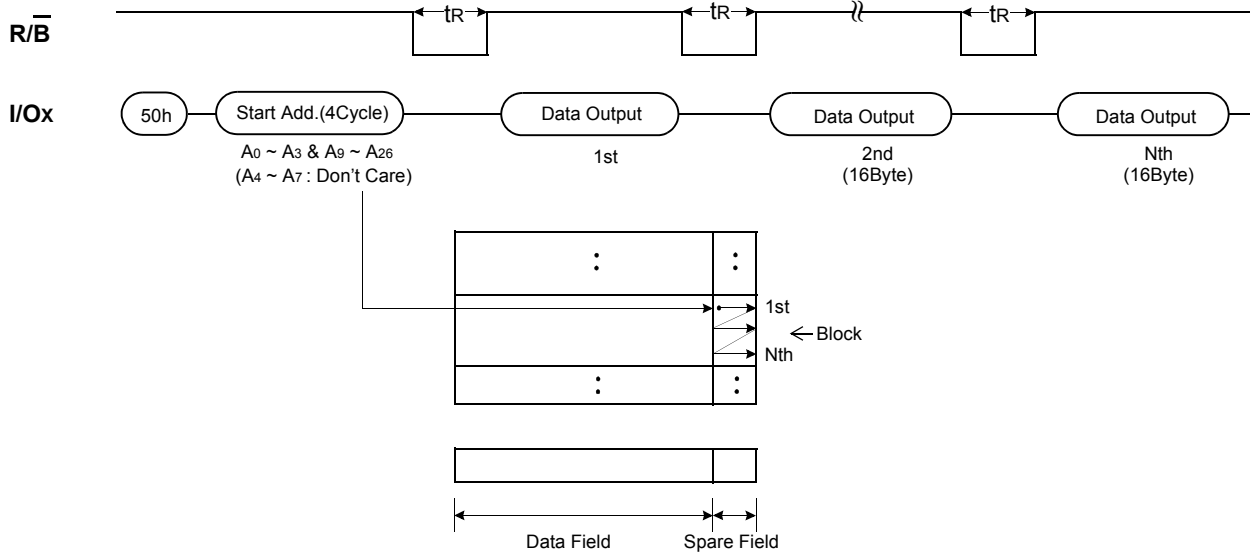 R/B̅
tR
tR
tR
I/Ox
50h
Start Add.(4Cycle)
Data Output
Data Output
Data Output
A0 ~ A3 & A9 ~ A26
(A4 ~ A7 : Don't Care)
1st
2nd
(16Byte)
Nth
(16Byte)
1st
Block
Nth
Data Field
Spare Field